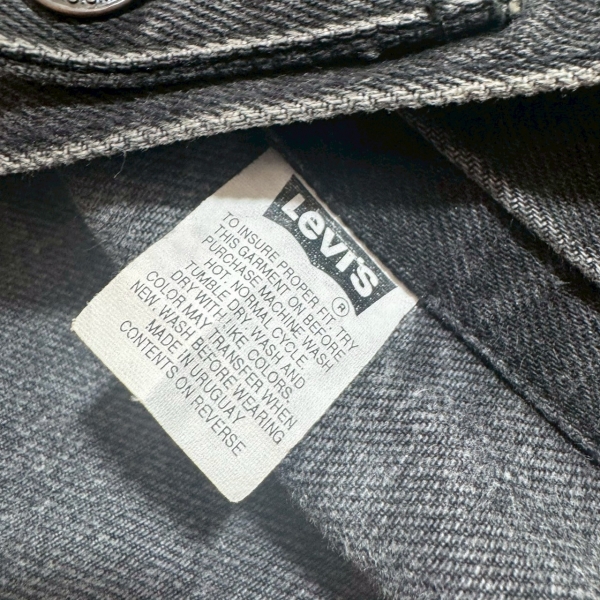 Levi's
®
TO INSURE PROPER FIT, TRY
THIS GARMENT ON BEFORE
PURCHASE MACHINE WASH
HOT, NORMAL CYCLE
TUMBLE DRY, WASH AND
DRY WITH LIKE COLORS.
COLOR MAY TRANSFER WHEN
NEW WASH BEFORE WEARING
MADE IN URUGUAY
CONTENTS ON REVERSE